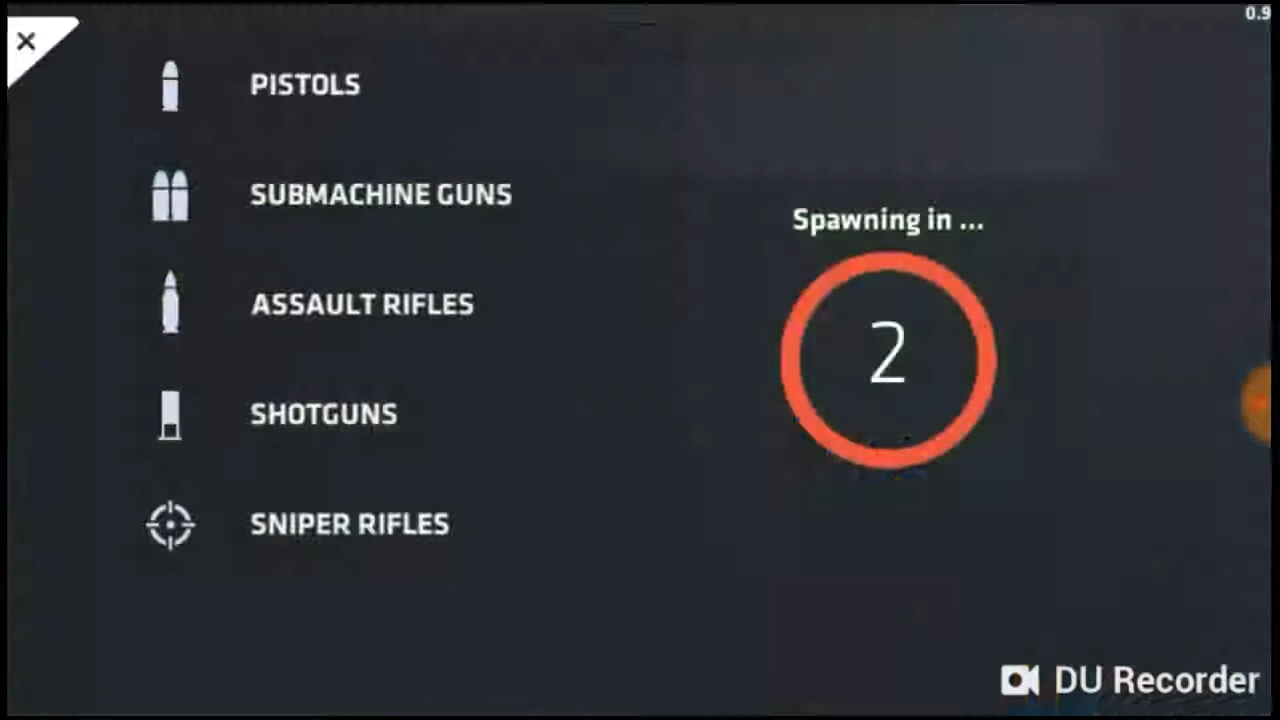 0.9
×
PISTOLS
SUBMACHINE GUNS
ASSAULT RIFLES
SHOTGUNS
SNIPER RIFLES
Spawning in ...
2
DU Recorder